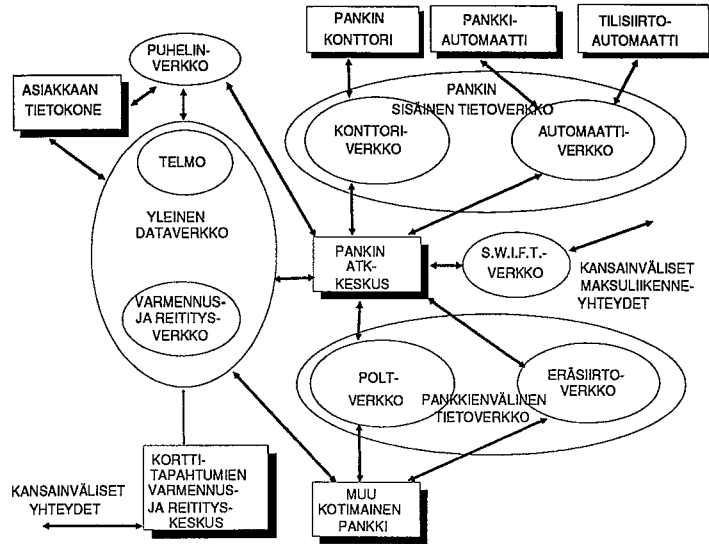 PUHELIN-
VERKKO
PANKIN
KONTTORI
PANKKI-
AUTOMAATTI
TILISIIRTO-
AUTOMAATTI
ASIAKKAAN
TIETOKONE
PANKIN
SISÄINEN TIETOVERKKO
KONTTORI-
VERKKO
AUTOMAATTI-
VERKKO
TELMO
YLEINEN
DATAVERKKO
PANKIN
ATK-
KESKUS
S.W.I.F.T.-
VERKKO
KANSAINVÄLISET
MAKSULIIKENNE-
YHTEYDET
VARMENNUS-
JA REITITYS-
VERKKO
POLT-
VERKKO
ERÄSIIRTO-
VERKKO
PANKKIENVÄLINEN
TIETOVERKKO
KORTTI-
TAPAHTUMIEN
VARMENNUS-
JA REITITYS-
KESKUS
KANSAINVÄLISET
YHTEYDET
MUU
KOTIMAINEN
PANKKI